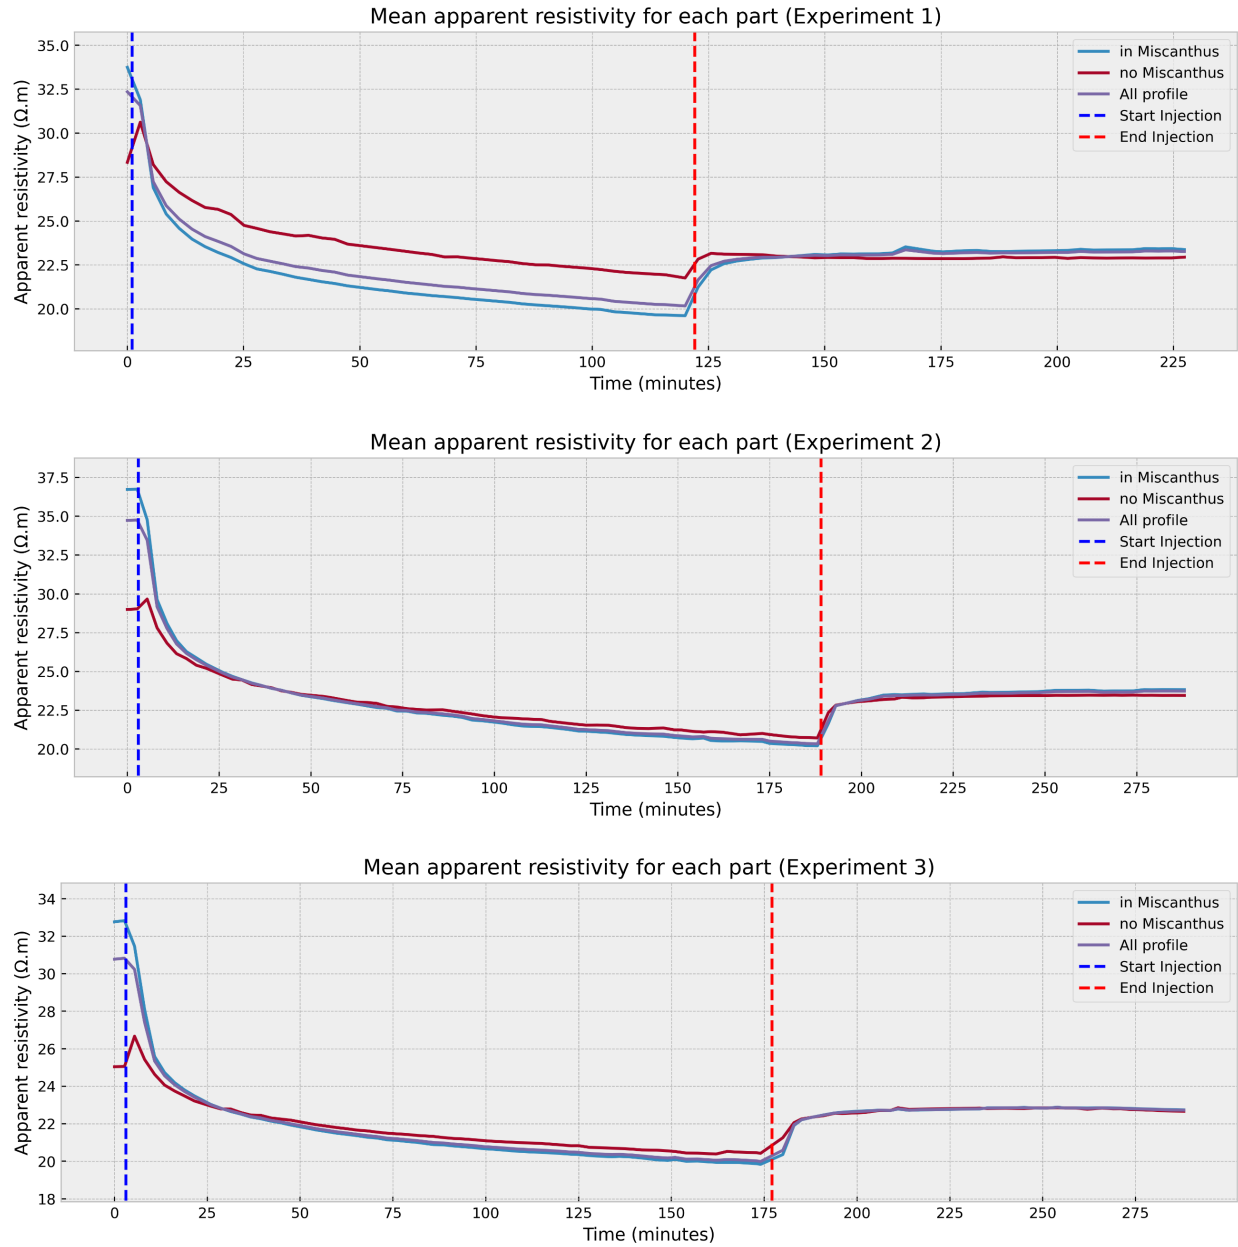 Mean apparent resistivity for each part (Experiment 1)
Apparent resistivity (Ω.m)
35.0
32.5
30.0
27.5
25.0
22.5
20.0
in Miscanthus
no Miscanthus
All profile
Start Injection
End Injection
0 25 50 75 100 125 150 175 200 225
Time (minutes)
Mean apparent resistivity for each part (Experiment 2)
Apparent resistivity (Ω.m)
37.5
35.0
32.5
30.0
27.5
25.0
22.5
20.0
in Miscanthus
no Miscanthus
All profile
Start Injection
End Injection
0 25 50 75 100 125 150 175 200 225 250 275
Time (minutes)
Mean apparent resistivity for each part (Experiment 3)
Apparent resistivity (Ω.m)
34
32
30
28
26
24
22
20
18
in Miscanthus
no Miscanthus
All profile
Start Injection
End Injection
0 25 50 75 100 125 150 175 200 225 250 275
Time (minutes)